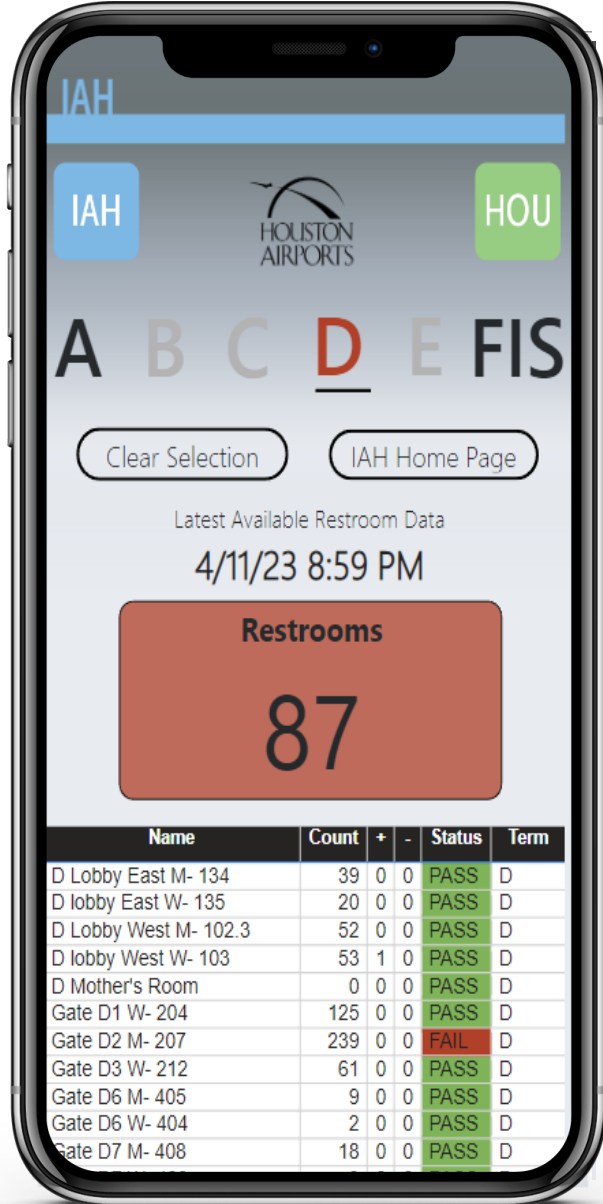 IAH
IAH
HOUSTON
AIRPORTS
HOU
A B C D E FIS
Clear Selection IAH Home Page
Latest Available Restroom Data
4/11/23 8:59 PM
Restrooms
87
Name Count + - Status Term
D Lobby East M- 134 39 0 0 PASS D
D lobby East W- 135 20 0 0 PASS D
D Lobby West M- 102.3 52 0 0 PASS D
D lobby West W- 103 53 1 0 PASS D
D Mother's Room 0 0 0 PASS D
Gate D1 W- 204 125 0 0 PASS D
Gate D2 M- 207 239 0 0 FAIL D
Gate D3 W- 212 61 0 0 PASS D
Gate D6 M- 405 9 0 0 PASS D
Gate D6 W- 404 2 0 0 PASS D
Gate D7 M- 408 18 0 0 PASS D